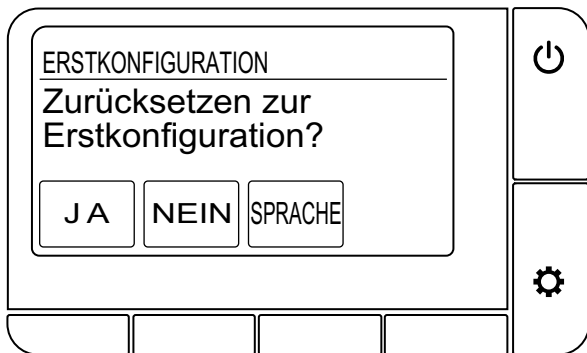 ERSTKONFIGURATION
Zurücksetzen zur
Erstkonfiguration?
JA NEIN SPRACHE